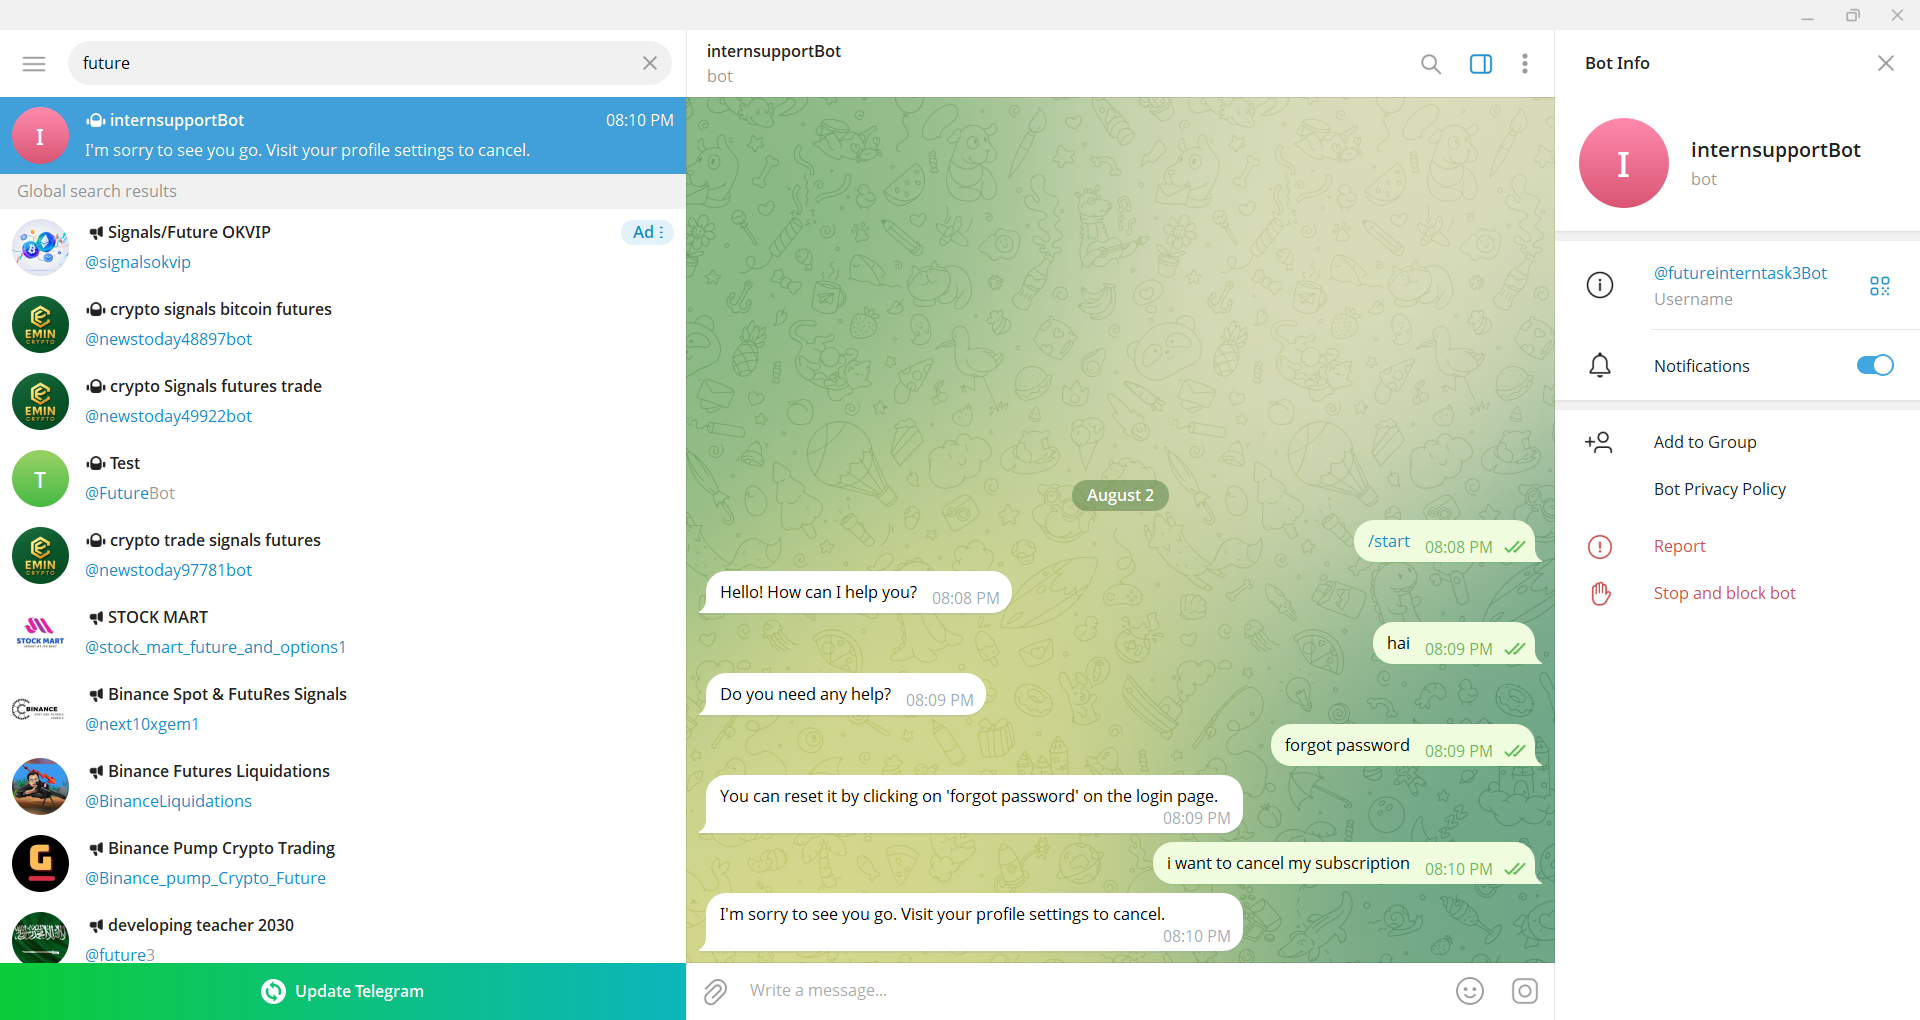 future
I
internsupportBot
08:10 PM
I'm sorry to see you go. Visit your profile settings to cancel.
Global search results
Signals/Future OKVIP
Ad
@signalsokvip
EMIN
CRYPTO
crypto signals bitcoin futures
@newstoday48897bot
EMIN
CRYPTO
crypto Signals futures trade
@newstoday49922bot
T
Test
@FutureBot
EMIN
CRYPTO
crypto trade signals futures
@newstoday97781bot
STOCK MART
STOCK MART
@stock_mart_future_and_options1
BINANCE
Binance Spot & FutuRes Signals
@next10xgem1
Binance Futures Liquidations
@BinanceLiquidations
G
Binance Pump Crypto Trading
@Binance_pump_Crypto_Future
developing teacher 2030
@future3
Update Telegram
internsupportBot
bot
August 2
/start 08:08 PM
Hello! How can I help you? 08:08 PM
hai 08:09 PM
Do you need any help? 08:09 PM
forgot password 08:09 PM
You can reset it by clicking on 'forgot password' on the login page.
08:09 PM
i want to cancel my subscription 08:10 PM
I'm sorry to see you go. Visit your profile settings to cancel.
08:10 PM
Write a message...
Bot Info
I
internsupportBot
bot
@futureinterntask3Bot
Username
Notifications
Add to Group
Bot Privacy Policy
Report
Stop and block bot